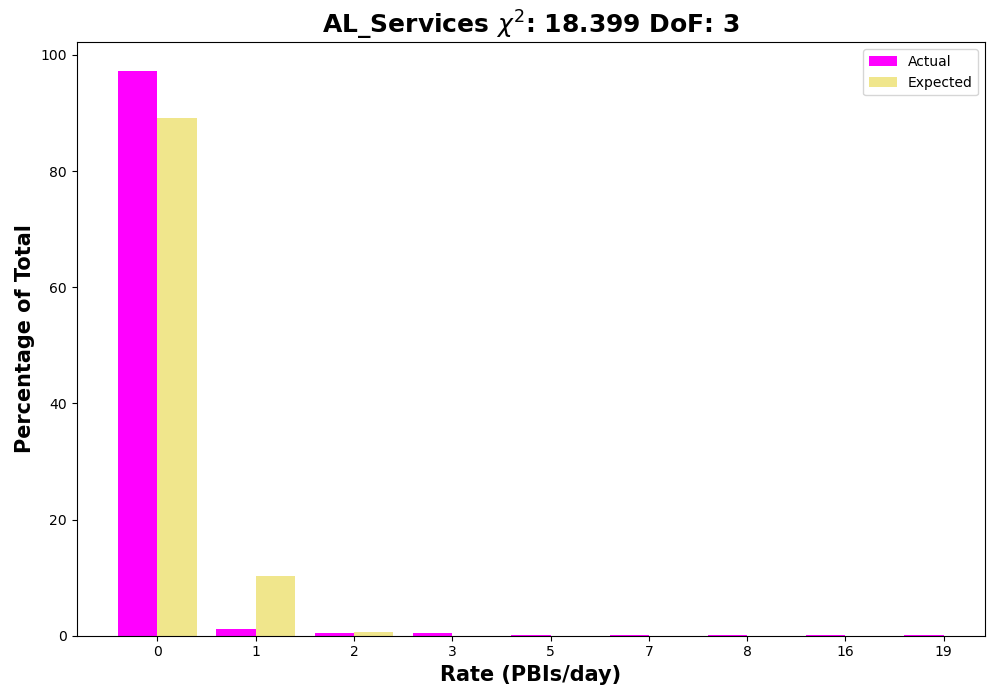 AL_Services χ²: 18.399 DoF: 3
Actual
Expected
Percentage of Total
100
80
60
40
20
0
0 1 2 3 5 7 8 16 19
Rate (PBIs/day)